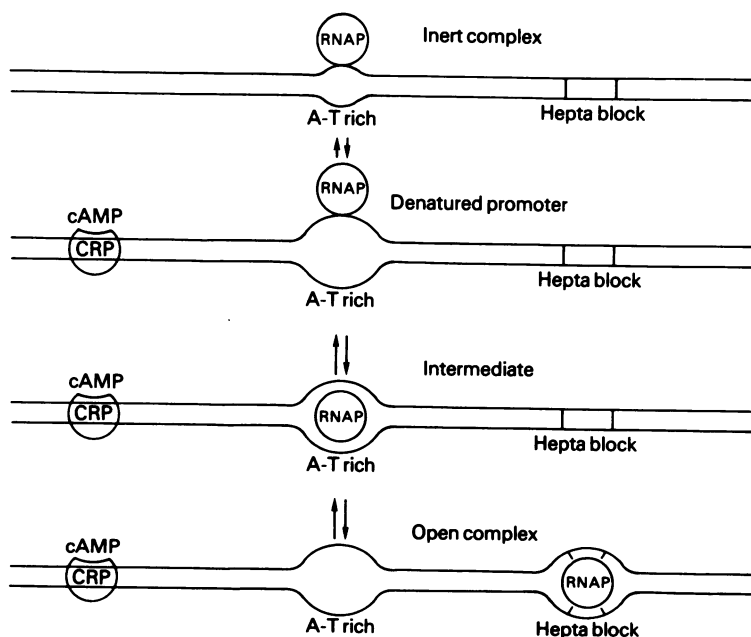 RNAP
Inert complex
A-T rich
Hepta block
RNAP
Denatured promoter
cAMP
CRP
A-T rich
Hepta block
Intermediate
cAMP
CRP
RNAP
A-T rich
Hepta block
Open complex
cAMP
CRP
RNAP
A-T rich
Hepta block